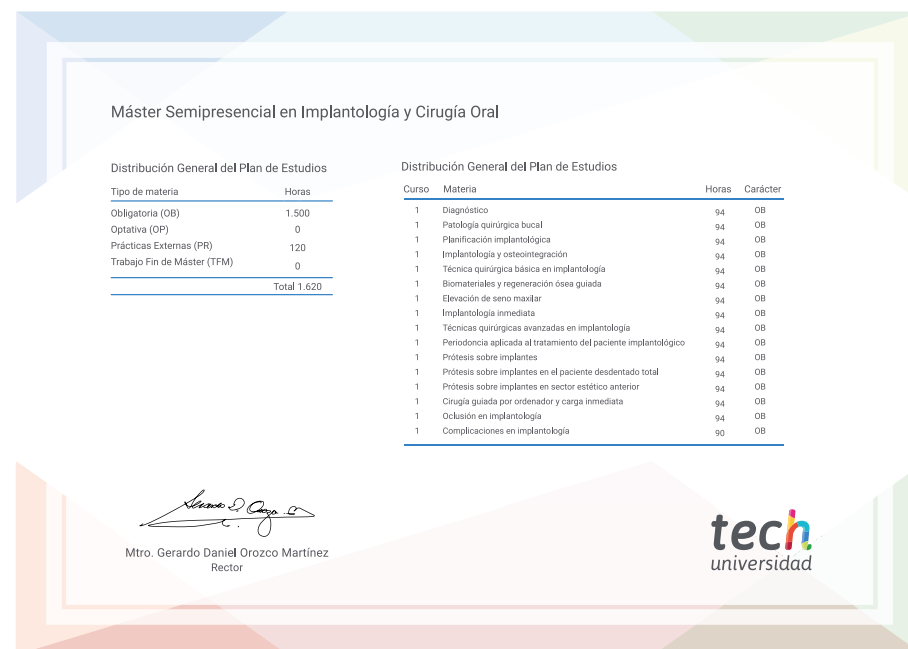 Máster Semipresencial en Implantología y Cirugía Oral
Distribución General del Plan de Estudios
Tipo de materia Horas
Obligatoria (OB) 1.500
Optativa (OP) 0
Prácticas Externas (PR) 120
Trabajo Fin de Máster (TFM) 0
Total 1.620
Distribución General del Plan de Estudios
Curso Materia Horas Carácter
1 Diagnóstico 94 OB
1 Patología quirúrgica bucal 94 OB
1 Planificación implantológica 94 OB
1 Implantología y osteointegración 94 OB
1 Técnica quirúrgica básica en implantología 94 OB
1 Biomateriales y regeneración ósea guiada 94 OB
1 Elevación de seno maxilar 94 OB
1 Implantología inmediata 94 OB
1 Técnicas quirúrgicas avanzadas en implantología 94 OB
1 Periodoncia aplicada al tratamiento del paciente implantológico 94 OB
1 Prótesis sobre implantes 94 OB
1 Prótesis sobre implantes en el paciente desdentado total 94 OB
1 Prótesis sobre implantes en sector estético anterior 94 OB
1 Cirugía guiada por ordenador y carga inmediata 94 OB
1 Oclusión en implantología 94 OB
1 Complicaciones en implantología 90 OB
Mtro. Gerardo Daniel Orozco Martínez
Rector
tech
universidad